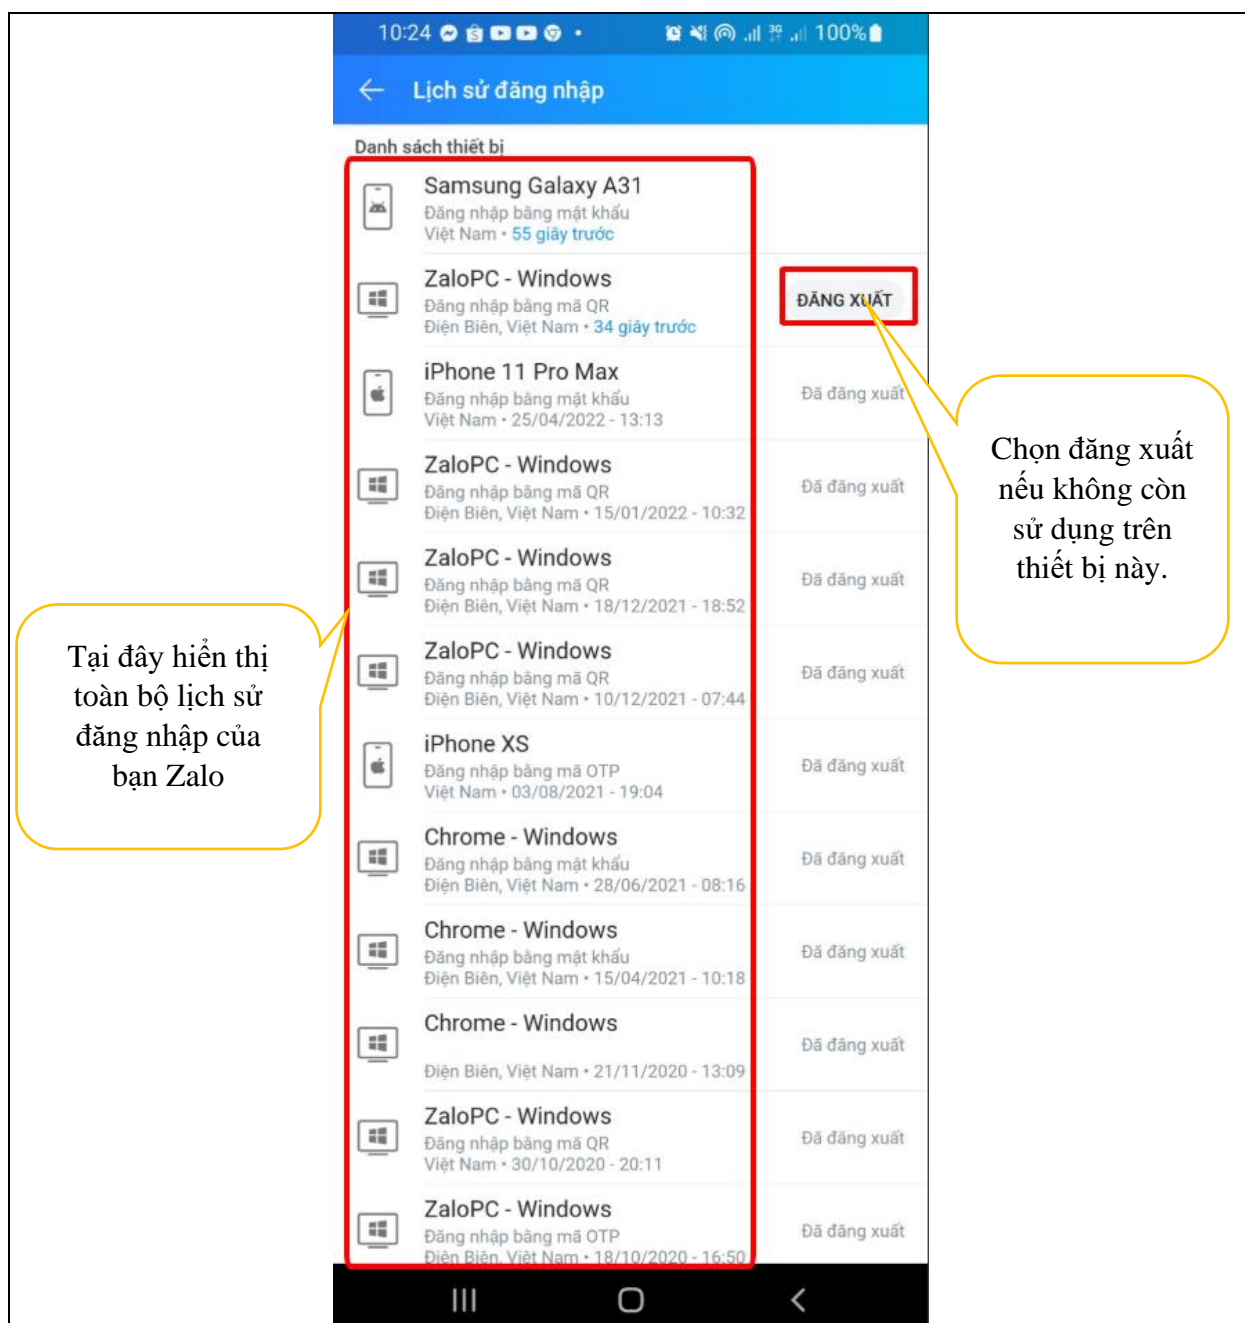 10:24
3G
100%
Lịch sử đăng nhập
Danh sách thiết bị
Samsung Galaxy A31
Đăng nhập bằng mật khẩu
Việt Nam • 55 giây trước
ZaloPC - Windows
Đăng nhập bằng mã QR
Điện Biên, Việt Nam • 34 giây trước
ĐĂNG XUẤT
iPhone 11 Pro Max
Đăng nhập bằng mật khẩu
Việt Nam • 25/04/2022 - 13:13
Đã đăng xuất
ZaloPC - Windows
Đăng nhập bằng mã QR
Điện Biên, Việt Nam • 15/01/2022 - 10:32
Đã đăng xuất
ZaloPC - Windows
Đăng nhập bằng mã QR
Điện Biên, Việt Nam • 18/12/2021 - 18:52
Đã đăng xuất
ZaloPC - Windows
Đăng nhập bằng mã QR
Điện Biên, Việt Nam • 10/12/2021 - 07:44
Đã đăng xuất
iPhone XS
Đăng nhập bằng mã OTP
Việt Nam • 03/08/2021 - 19:04
Đã đăng xuất
Chrome - Windows
Đăng nhập bằng mật khẩu
Điện Biên, Việt Nam • 28/06/2021 - 08:16
Đã đăng xuất
Chrome - Windows
Đăng nhập bằng mật khẩu
Điện Biên, Việt Nam • 15/04/2021 - 10:18
Đã đăng xuất
Chrome - Windows
Điện Biên, Việt Nam • 21/11/2020 - 13:09
Đã đăng xuất
ZaloPC - Windows
Đăng nhập bằng mã QR
Việt Nam • 30/10/2020 - 20:11
Đã đăng xuất
ZaloPC - Windows
Đăng nhập bằng mã OTP
Điện Biên, Việt Nam • 18/10/2020 - 16:50
Đã đăng xuất
Tại đây hiển thị
toàn bộ lịch sử
đăng nhập của
bạn Zalo
Chọn đăng xuất
nếu không còn
sử dụng trên
thiết bị này.